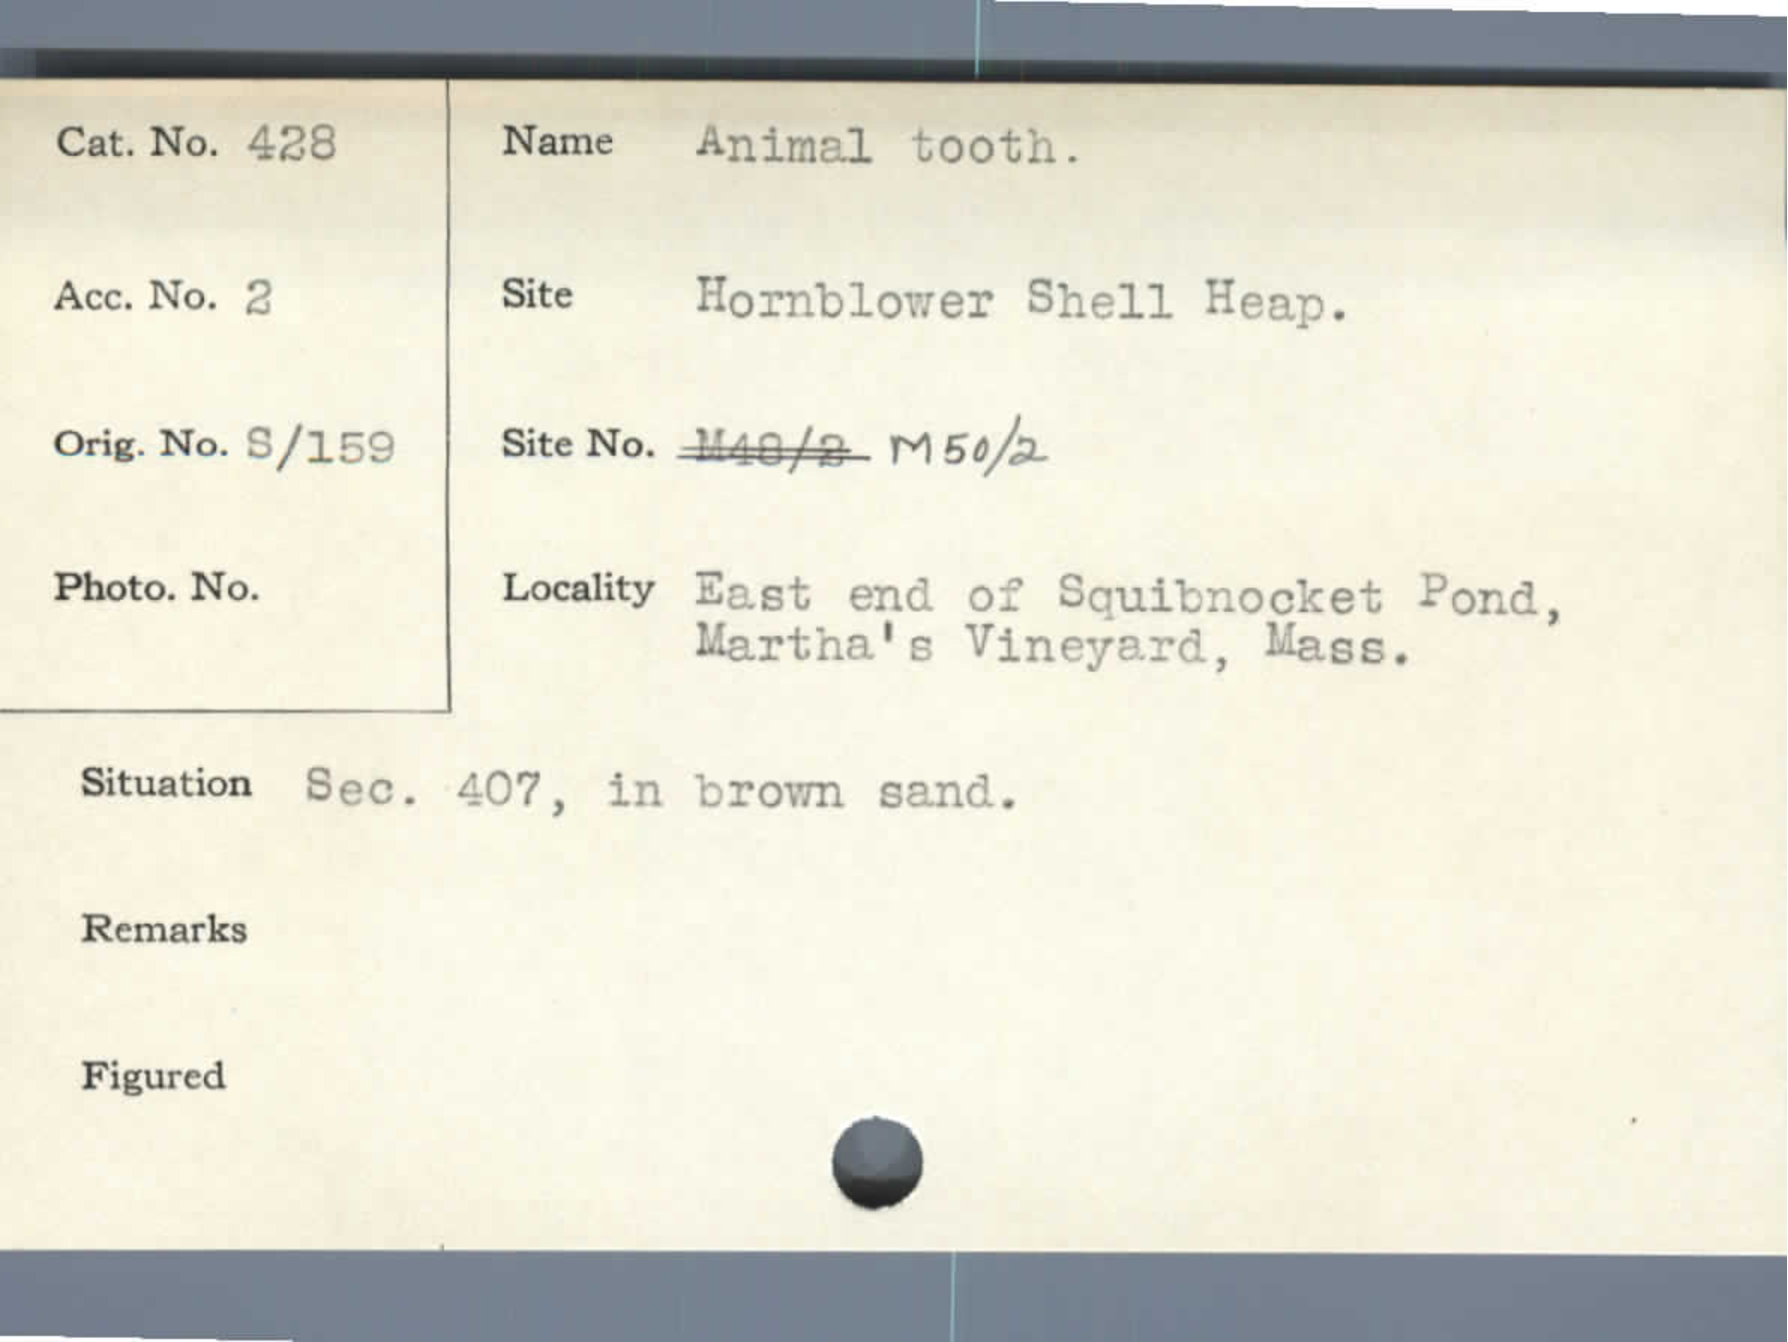 Cat. No. 428
Name Animal tooth.
Acc. No. 2
Site Hornblower Shell Heap.
Orig. No. S/159
Site No. M48/2 M50/2
Photo. No.
Locality East end of Squibnocket Pond,
Martha's Vineyard, Mass.
Situation Sec. 407, in brown sand.
Remarks
Figured